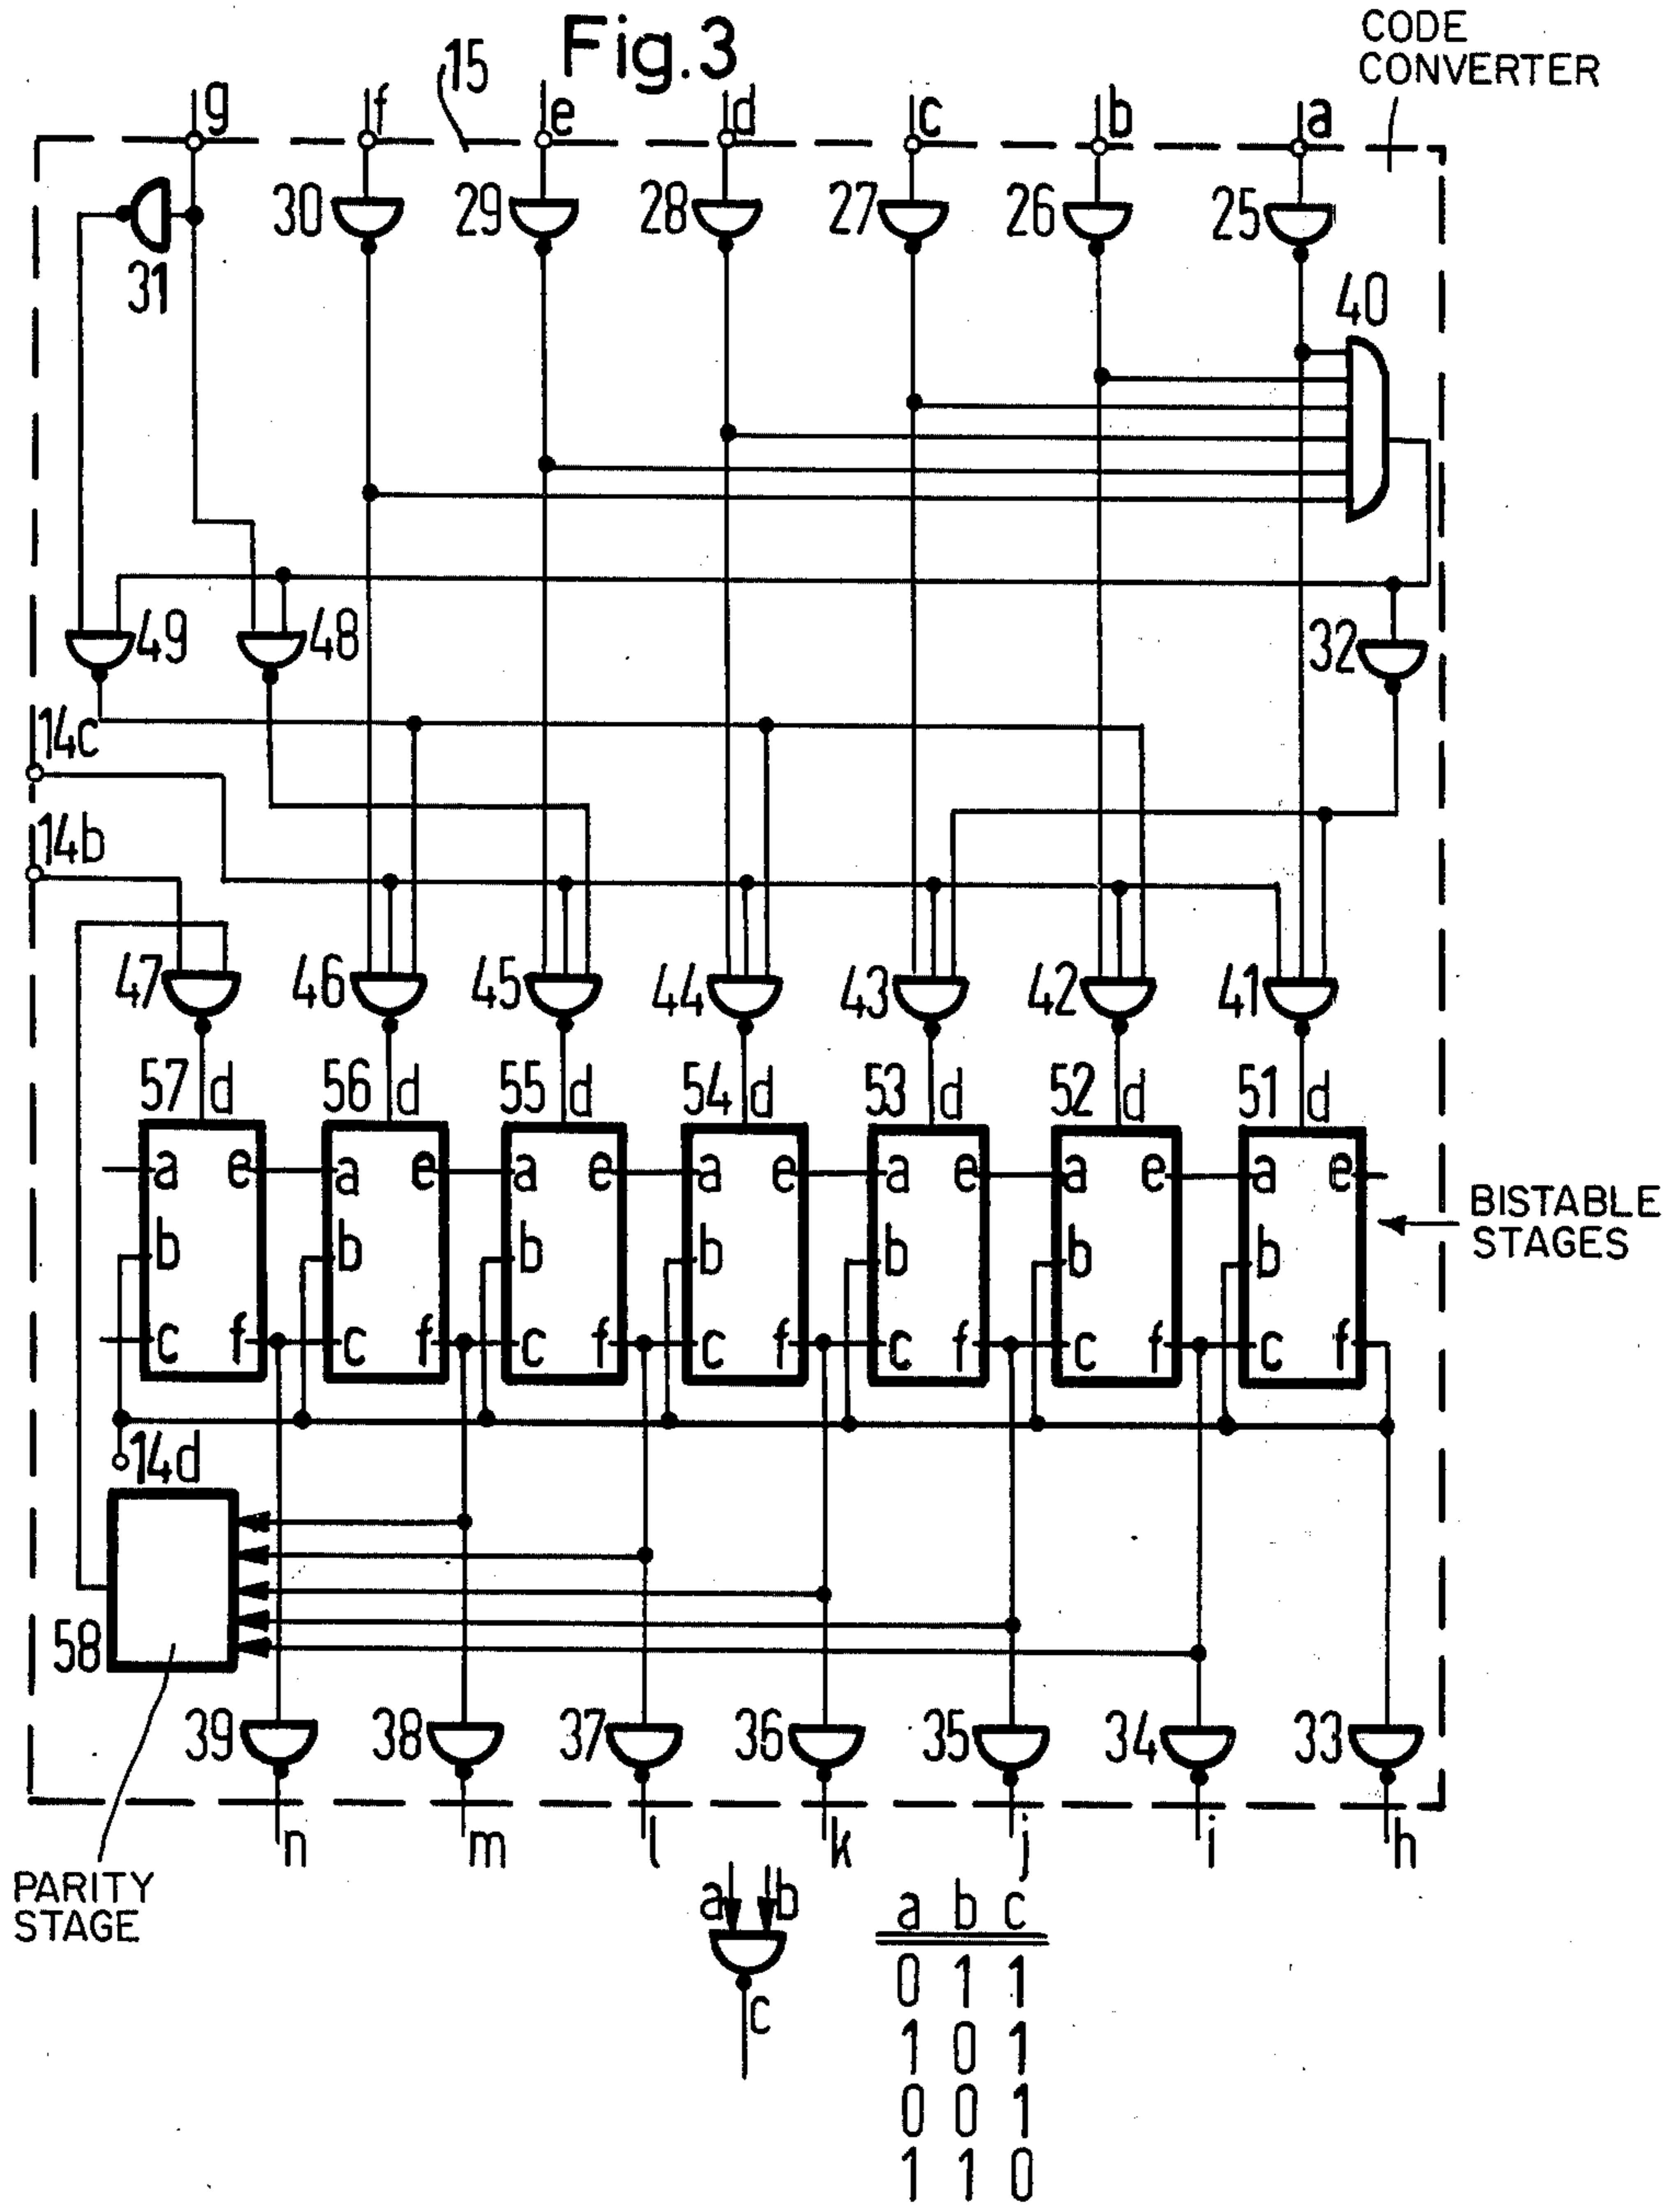 Fig.3
CODE
CONVERTER
15
g f e d c b a
31 30 29 28 27 26 25
40
49 48 32
14c
14b
47 46 45 44 43 42 41
57 d 56 d 55 d 54 d 53 d 52 d 51 d
a e a e a e a e a e a e a e
BISTABLE
STAGES
b b b b b b b
c f c f c f c f c f c f c f
14d
58
39 38 37 36 35 34 33
n m l k j i h
PARITY
STAGE
a b
c
a b c
0 1 1
1 0 1
0 0 1
1 1 0